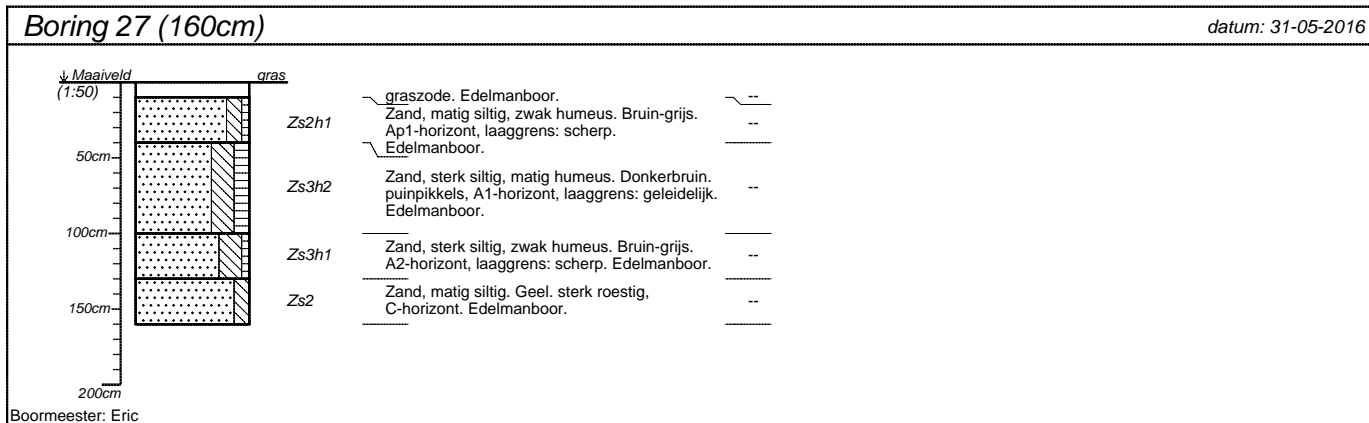 Boring 27 (160cm)
datum: 31-05-2016
Maaiveld
gras
(1:50)
graszode. Edelmanboor.
--
Zs2h1
Zand, matig siltig, zwak humeus. Bruin-grijs.
Ap1-horizont, laaggrens: scherp.
Edelmanboor.
--
50cm
Zs3h2
Zand, sterk siltig, matig humeus. Donkerbruin.
puinpikkels, A1-horizont, laaggrens: geleidelijk.
Edelmanboor.
--
100cm
Zs3h1
Zand, sterk siltig, zwak humeus. Bruin-grijs.
A2-horizont, laaggrens: scherp. Edelmanboor.
--
Zs2
Zand, matig siltig. Geel. sterk roestig,
C-horizont. Edelmanboor.
--
150cm
200cm
Boormeester: Eric